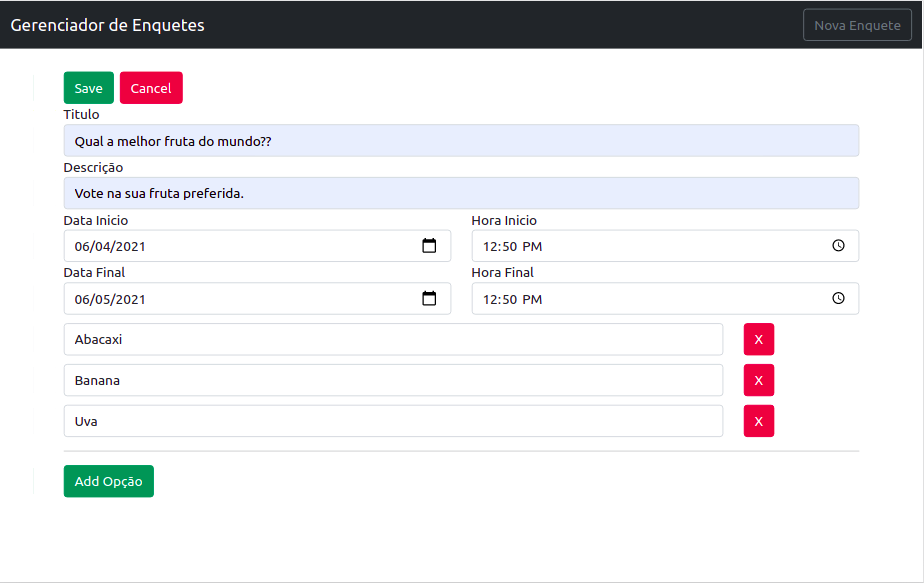 Gerenciador de Enquetes Nova Enquete
Save Cancel
Titulo
Qual a melhor fruta do mundo??
Descrição
Vote na sua fruta preferida.
Data Inicio Hora Inicio
06/04/2021 12:50 PM
Data Final Hora Final
06/05/2021 12:50 PM
Abacaxi X
Banana X
Uva X
Add Opção